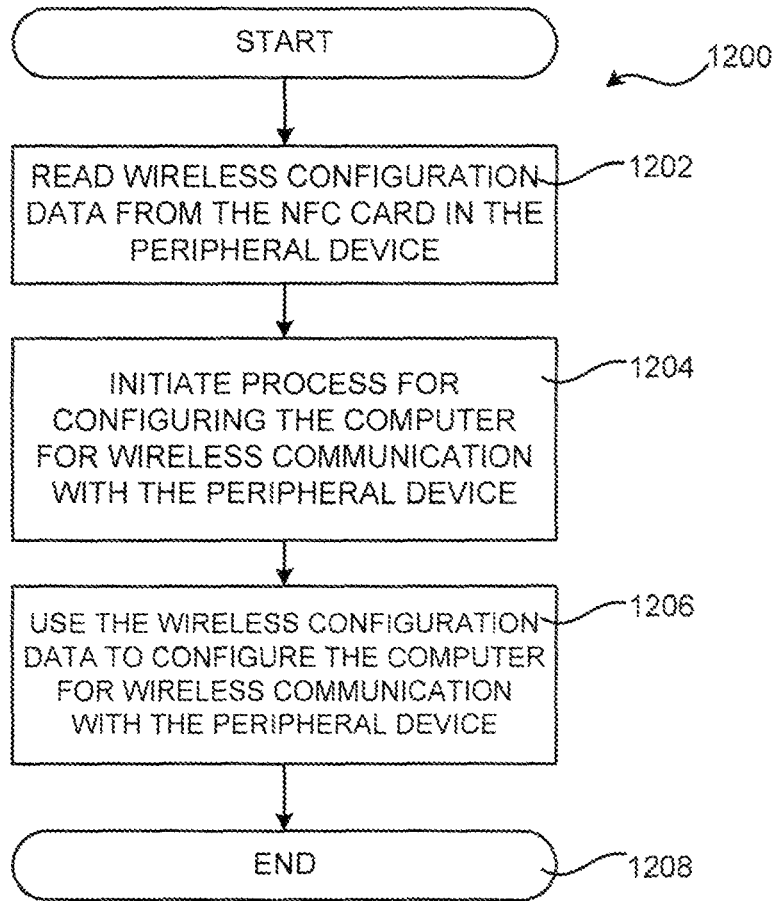 START
1200
READ WIRELESS CONFIGURATION
DATA FROM THE NFC CARD IN THE
PERIPHERAL DEVICE
1202
INITIATE PROCESS FOR
CONFIGURING THE COMPUTER
FOR WIRELESS COMMUNICATION
WITH THE PERIPHERAL DEVICE
1204
USE THE WIRELESS CONFIGURATION
DATA TO CONFIGURE THE COMPUTER
FOR WIRELESS COMMUNICATION
WITH THE PERIPHERAL DEVICE
1206
END
1208